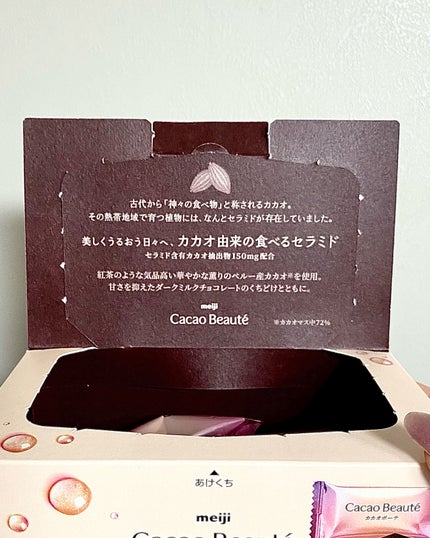 古代から「神々の食べ物」と称されるカカオ。
その熱帯地域で育つ植物には、なんとセラミドが存在していました。
美しくうるおう日々へ、カカオ由来の食べるセラミド
セラミド含有カカオ抽出物150mg配合
紅茶のような気品高い華やかな薫りのペルー産カカオ※を使用。
甘さを抑えたダークミルクチョコレートのくちどけとともに。
meiji
Cacao Beauté
※カカオマス中72%
▲
あけくち
meiji
Cacao Beauté
Cacao Beauté
カカオボーテ